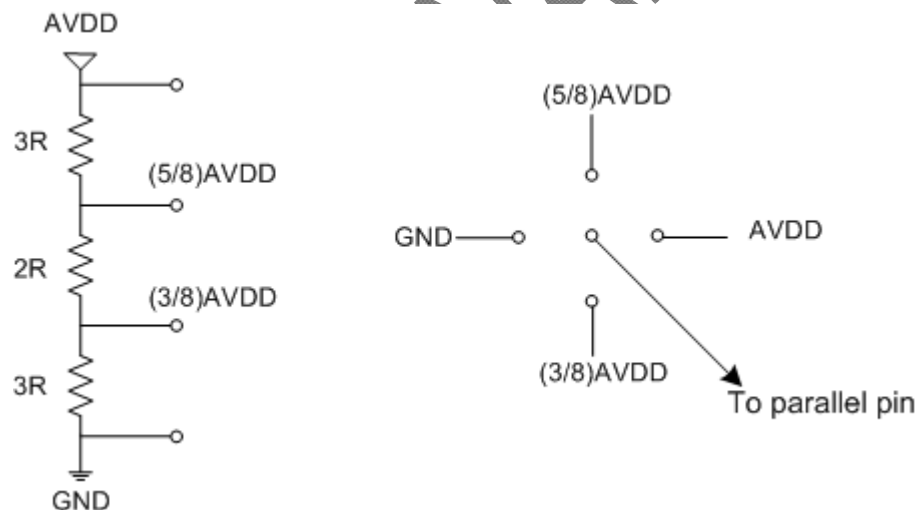 AVDD
3R
(5/8)AVDD
2R
(3/8)AVDD
3R
GND
(5/8)AVDD
GND
AVDD
(3/8)AVDD
To parallel pin